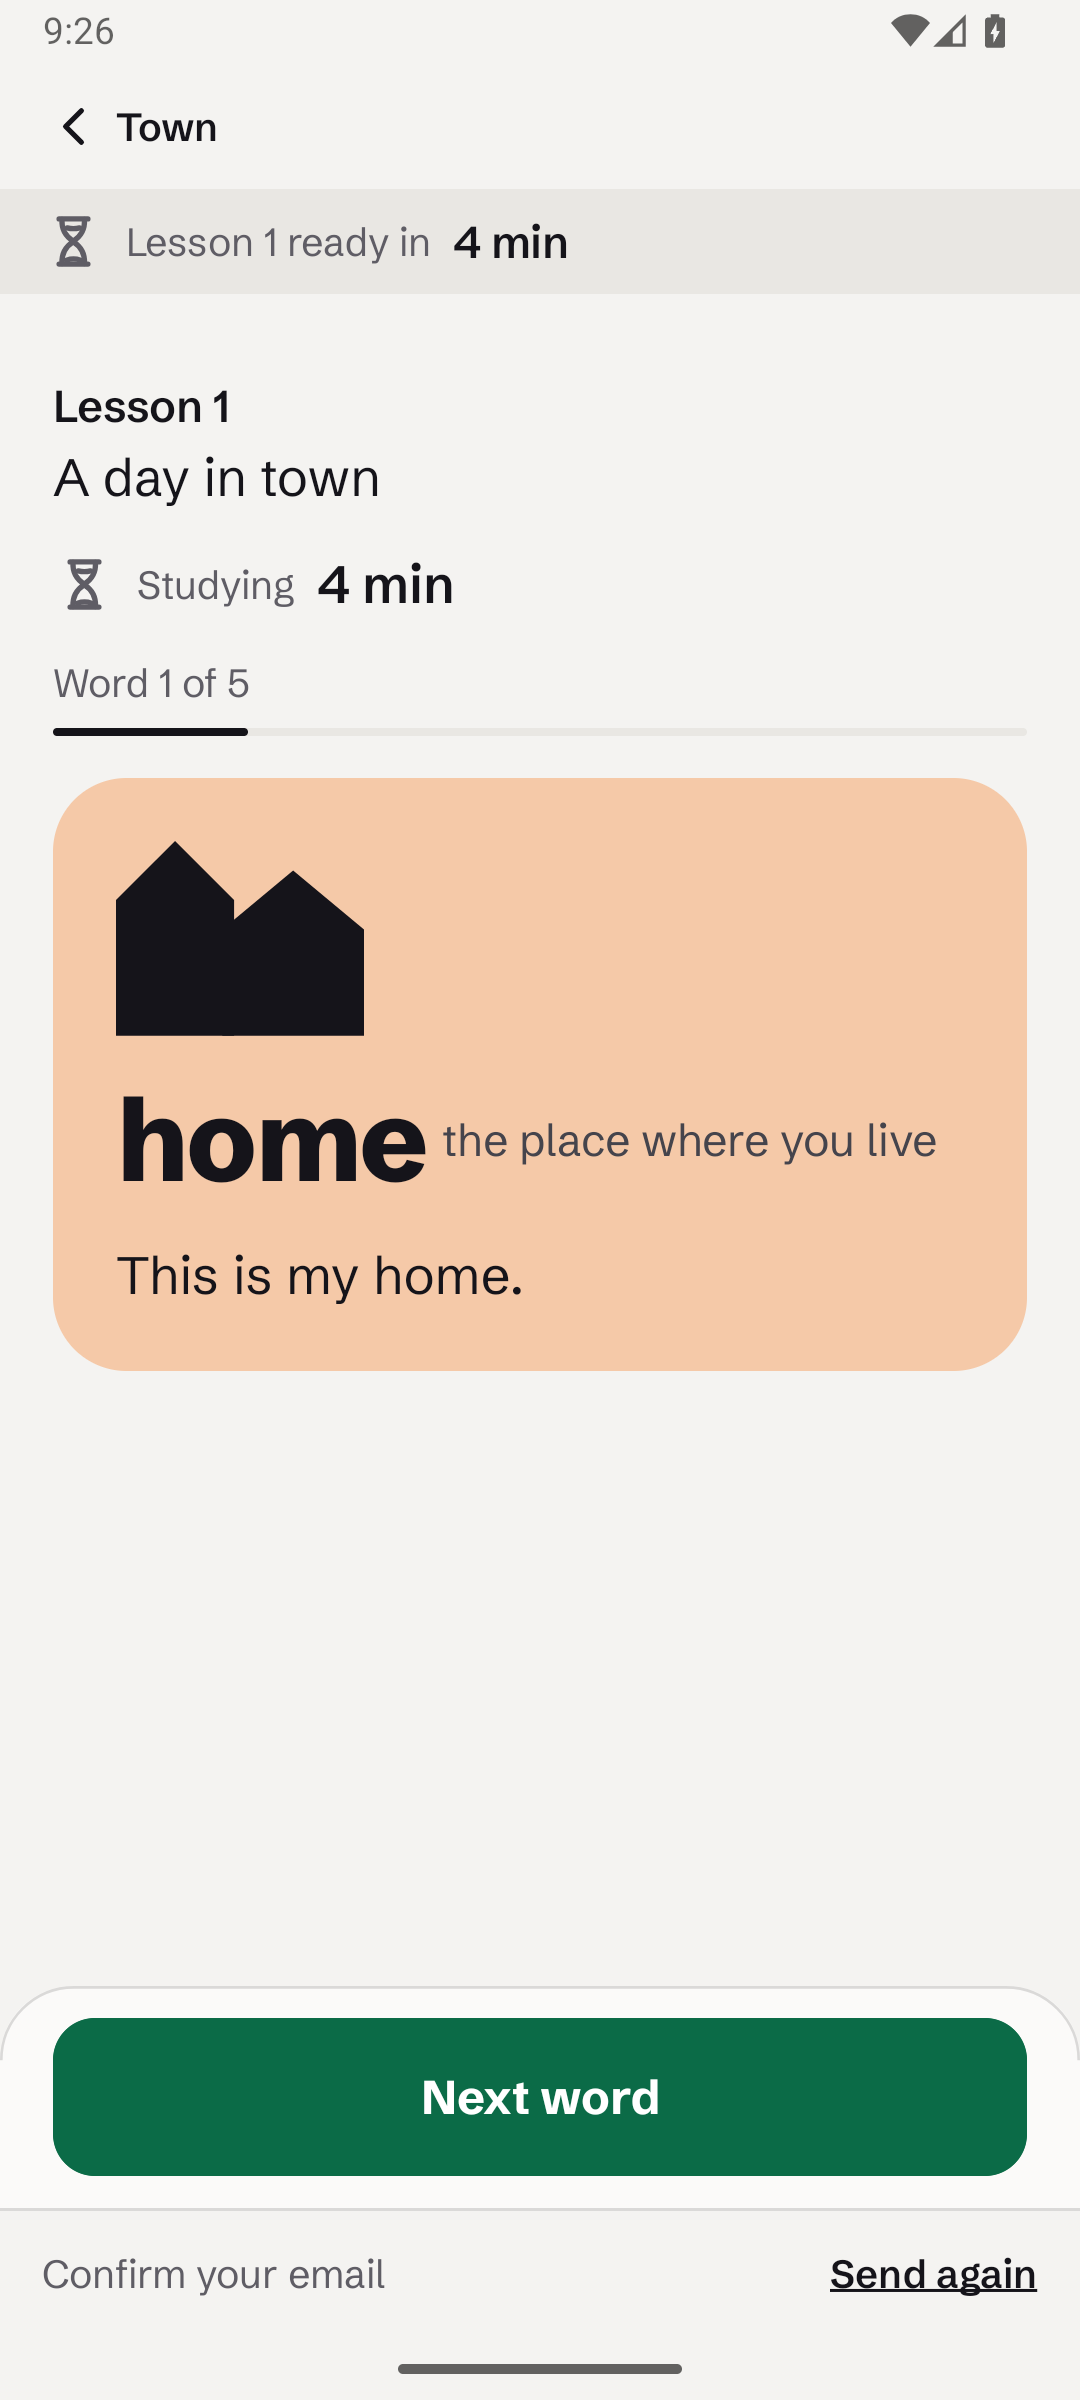 9:26
Town
Lesson 1 ready in 4 min
Lesson 1
A day in town
Studying 4 min
Word 1 of 5
home the place where you live
This is my home.
Next word
Confirm your email Send again